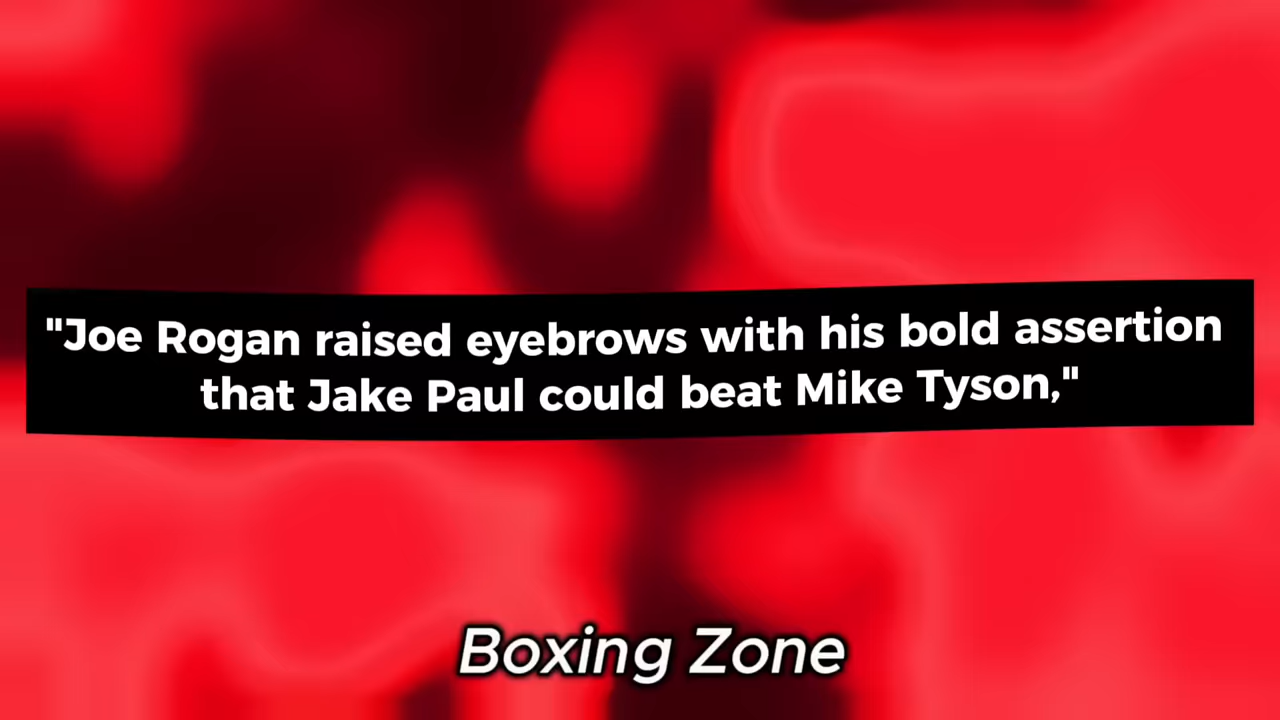 "Joe Rogan raised eyebrows with his bold assertion
that Jake Paul could beat Mike Tyson,"
Boxing Zone